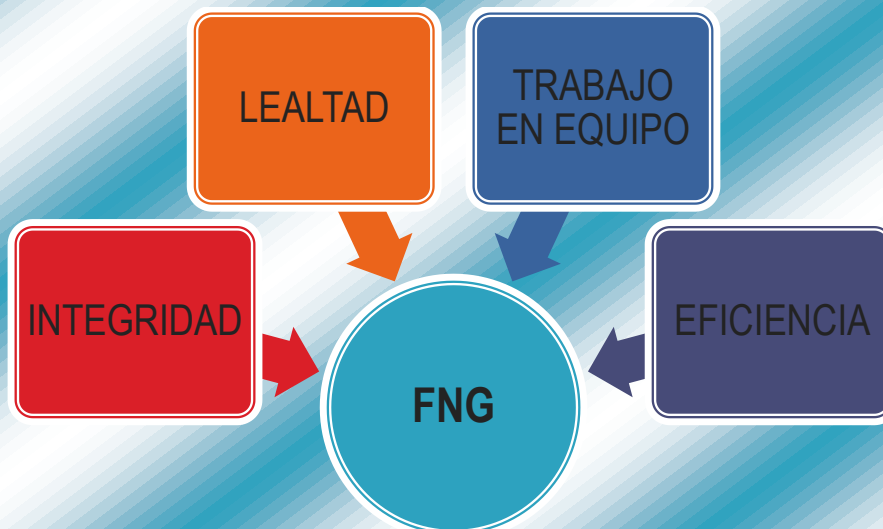 LEALTAD
TRABAJO
EN EQUIPO
INTEGRIDAD
EFICIENCIA
FNG